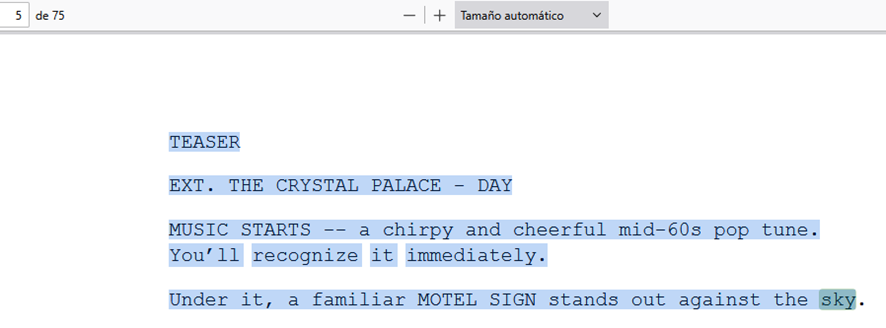 5 de 75 — + Tamaño automático
TEASER
EXT. THE CRYSTAL PALACE - DAY
MUSIC STARTS -- a chirpy and cheerful mid-60s pop tune.
You’ll recognize it immediately.
Under it, a familiar MOTEL SIGN stands out against the sky.